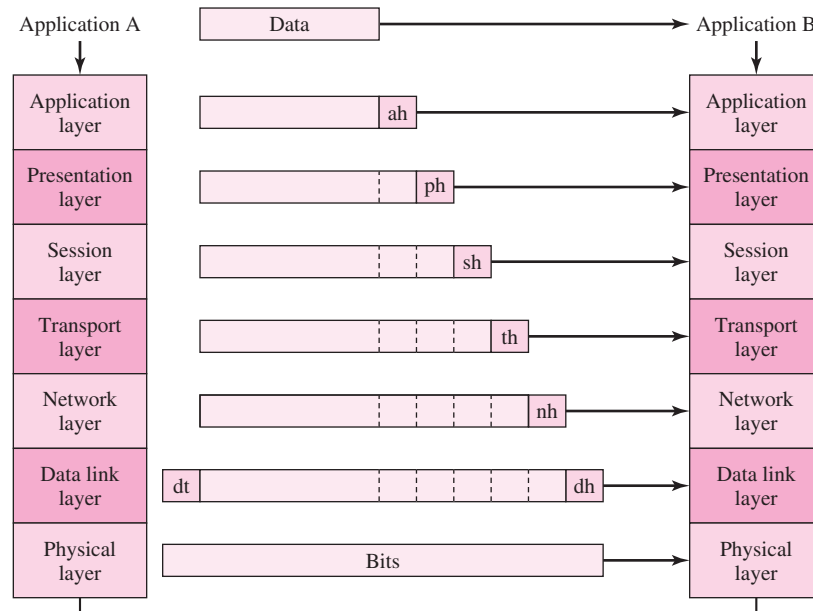 Application A
Data
Application B
Application
layer
ah
Application
layer
Presentation
layer
ph
Presentation
layer
Session
layer
sh
Session
layer
Transport
layer
th
Transport
layer
Network
layer
nh
Network
layer
Data link
layer
dt
dh
Data link
layer
Physical
layer
Bits
Physical
layer